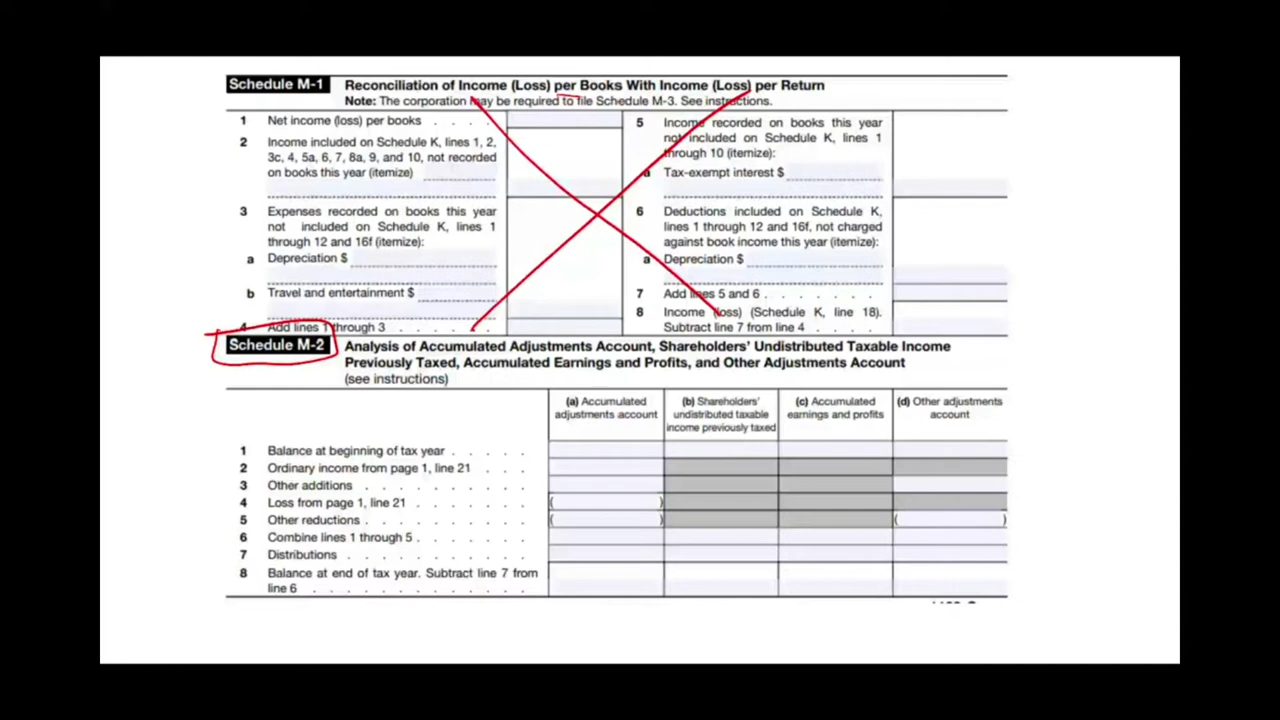 Schedule M-1 Reconciliation of Income (Loss) per Books With Income (Loss) per Return
Note: The corporation may be required to file Schedule M-3. See instructions.
1 Net income (loss) per books . . . .
2 Income included on Schedule K, lines 1, 2,
3c, 4, 5a, 6, 7, 8a, 9, and 10, not recorded
on books this year (itemize)
3 Expenses recorded on books this year
not included on Schedule K, lines 1
through 12 and 16f (itemize):
a Depreciation $
b Travel and entertainment $
4 Add lines 1 through 3 . . . . . .
5 Income recorded on books this year
not included on Schedule K, lines 1
through 10 (itemize):
a Tax-exempt interest $
6 Deductions included on Schedule K,
lines 1 through 12 and 16f, not charged
against book income this year (itemize):
a Depreciation $
7 Add lines 5 and 6 . . . . . . .
8 Income (loss) (Schedule K, line 18).
Subtract line 7 from line 4 . . . .
Schedule M-2 Analysis of Accumulated Adjustments Account, Shareholders' Undistributed Taxable Income
Previously Taxed, Accumulated Earnings and Profits, and Other Adjustments Account
(see instructions)
(a) Accumulated
adjustments account
(b) Shareholders'
undistributed taxable
income previously taxed
(c) Accumulated
earnings and profits
(d) Other adjustments
account
1 Balance at beginning of tax year . . . . .
2 Ordinary income from page 1, line 21 . . .
3 Other additions . . . . . . . . . .
4 Loss from page 1, line 21 . . . . . . . ( )
5 Other reductions . . . . . . . . . . ( ) ( )
6 Combine lines 1 through 5 . . . . . . .
7 Distributions . . . . . . . . . . .
8 Balance at end of tax year. Subtract line 7 from
line 6 . . . . . . . . . . . . .